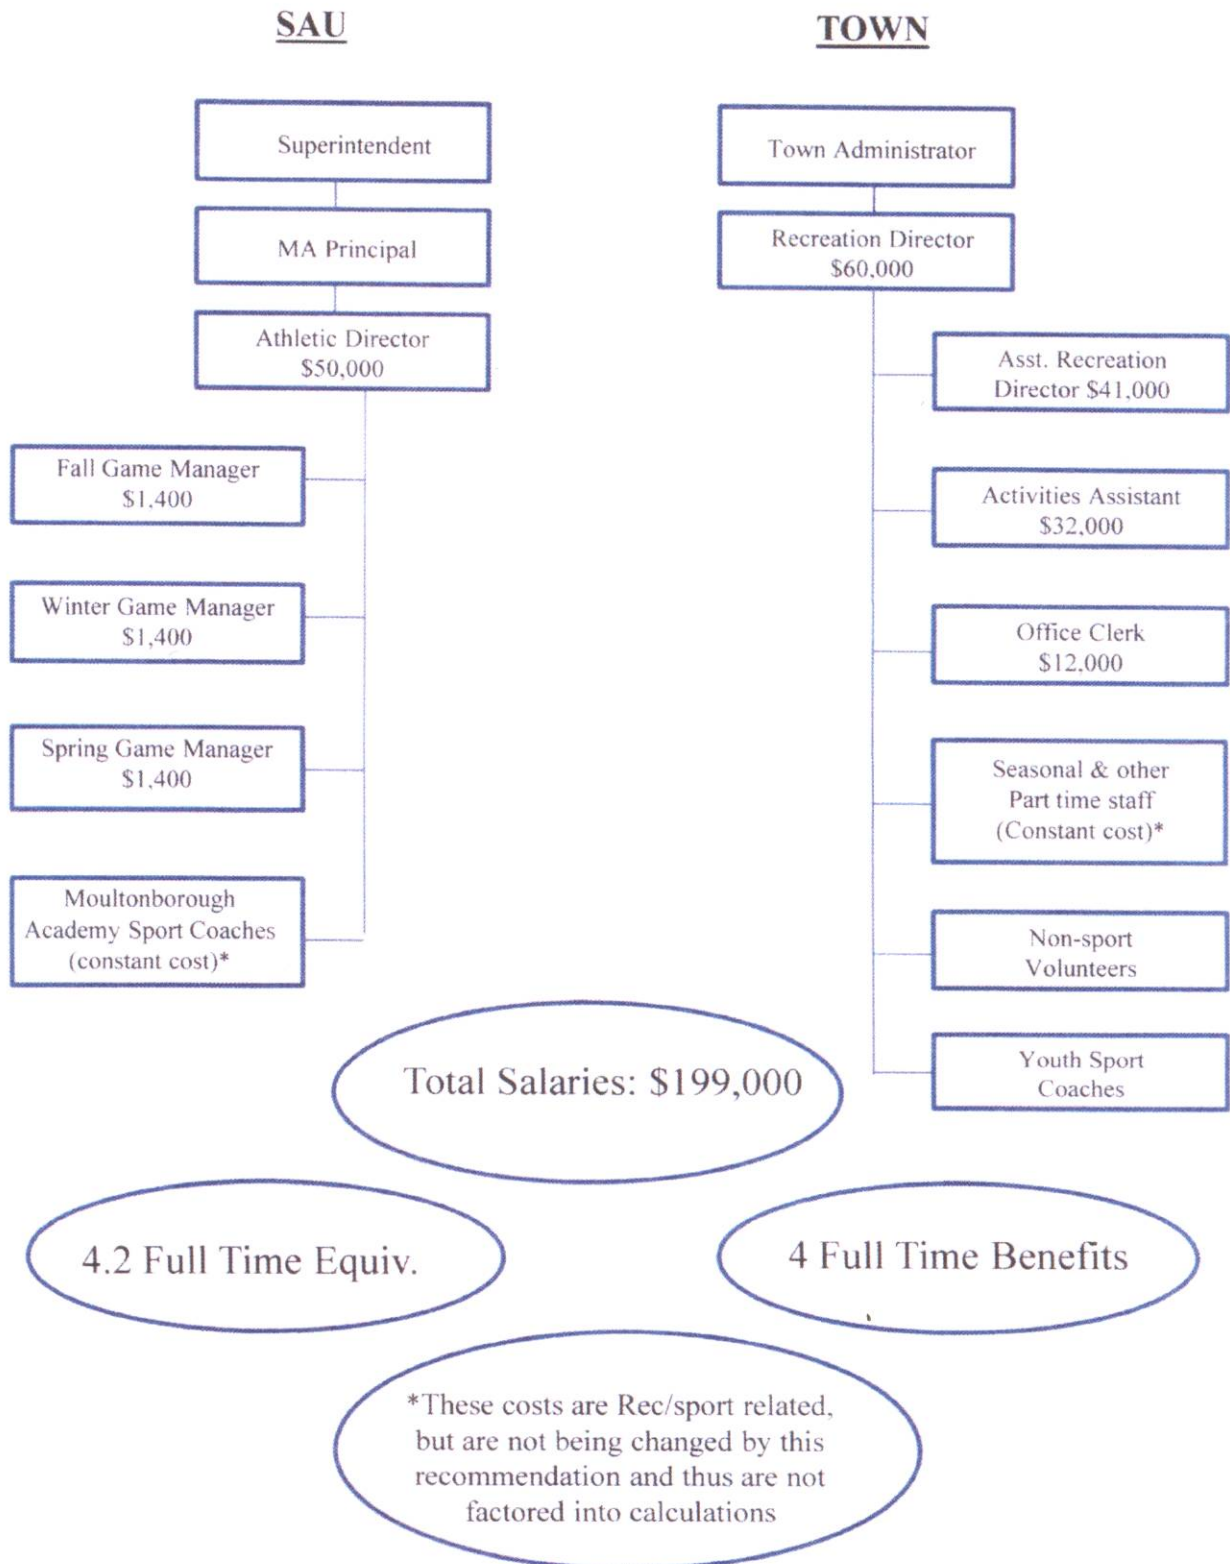 SAU
Superintendent
MA Principal
Athletic Director
$50,000
Fall Game Manager
$1,400
Winter Game Manager
$1,400
Spring Game Manager
$1,400
Moultonborough
Academy Sport Coaches
(constant cost)*
TOWN
Town Administrator
Recreation Director
$60,000
Asst. Recreation
Director $41,000
Activities Assistant
$32,000
Office Clerk
$12,000
Seasonal & other
Part time staff
(Constant cost)*
Non-sport
Volunteers
Youth Sport
Coaches
Total Salaries: $199,000
4.2 Full Time Equiv.
4 Full Time Benefits
*These costs are Rec/sport related,
but are not being changed by this
recommendation and thus are not
factored into calculations